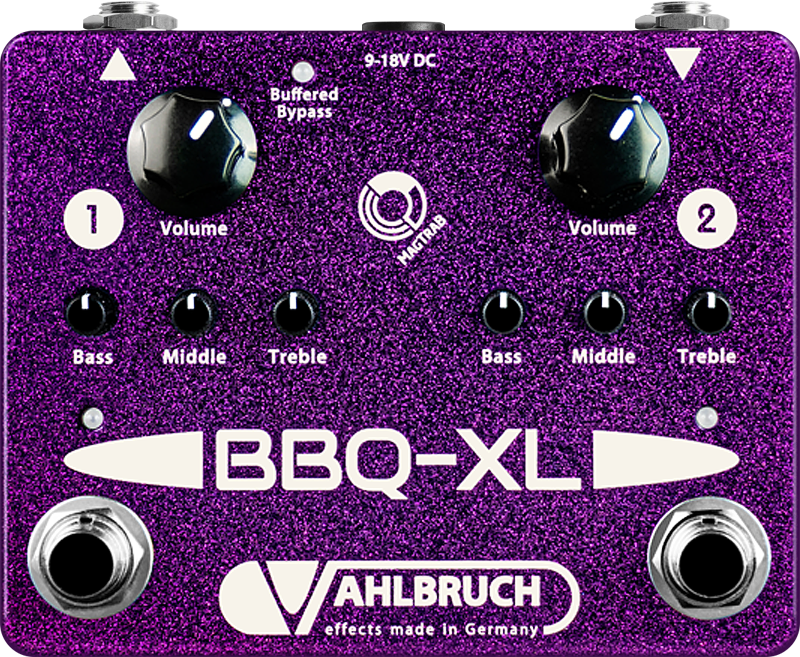 9-18V DC
Buffered
Bypass
1
Volume
MAGTRAB
Volume
2
Bass
Middle
Treble
Bass
Middle
Treble
BBQ-XL
VAHLBRUCH
effects made in Germany